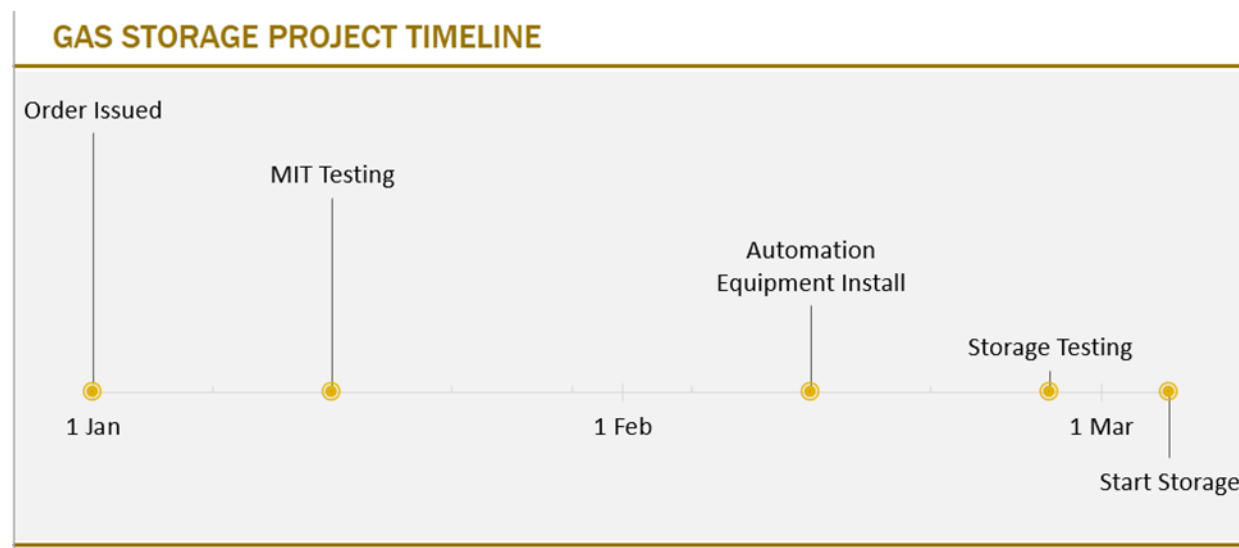 GAS STORAGE PROJECT TIMELINE
Order Issued
MIT Testing
Automation
Equipment Install
Storage Testing
1 Jan
1 Feb
1 Mar
Start Storage